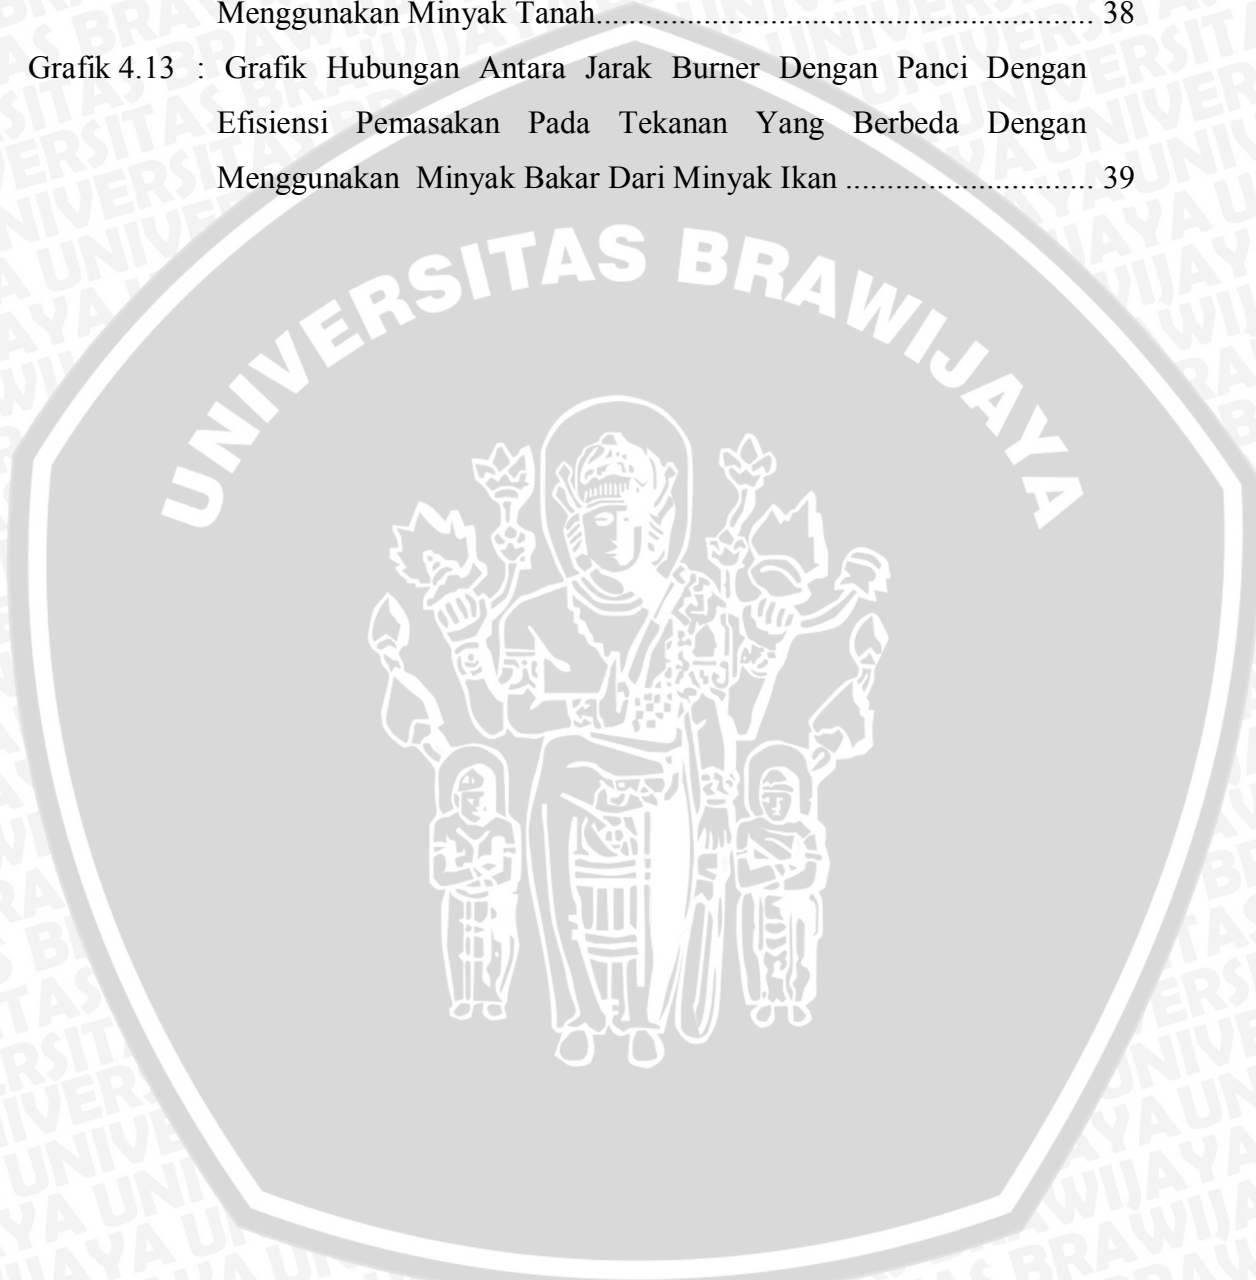 Menggunakan Minyak Tanah............................................................ 38
Grafik 4.13 : Grafik Hubungan Antara Jarak Burner Dengan Panci Dengan
Efisiensi Pemasakan Pada Tekanan Yang Berbeda Dengan
Menggunakan Minyak Bakar Dari Minyak Ikan .............................. 39
UNIVERSITAS BRAWIJAYA